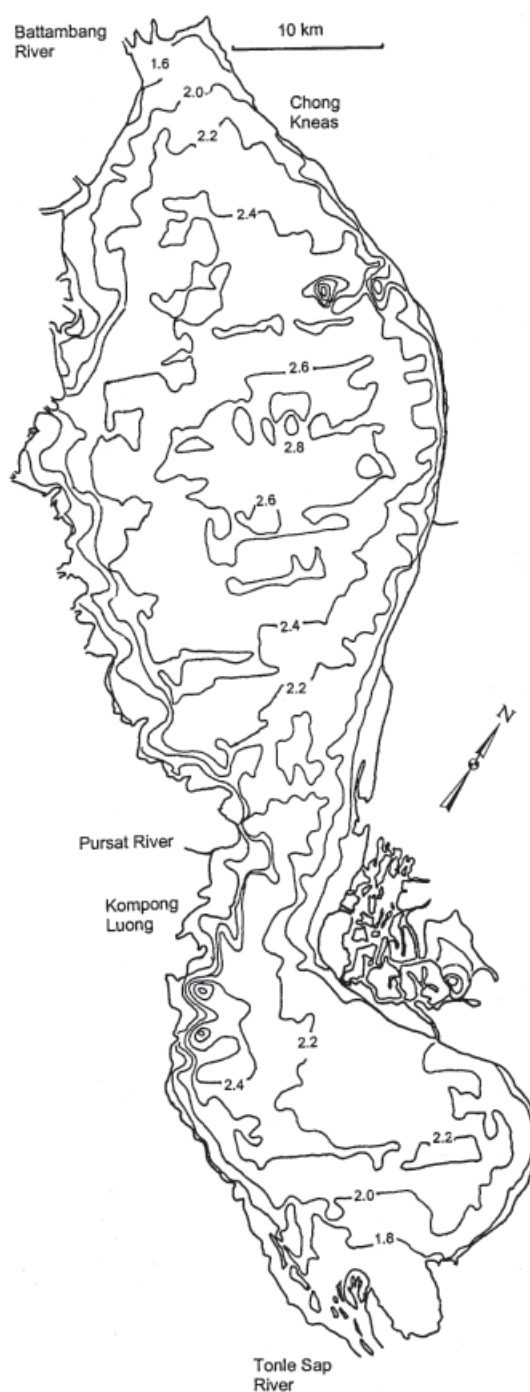 Battambang
River
10 km
1.6
2.0
Chong
Kneas
2.2
2.4
2.6
2.8
2.6
2.4
2.2
N
Pursat River
Kompong
Luong
2.2
2.4
2.2
2.0
1.8
Tonle Sap
River